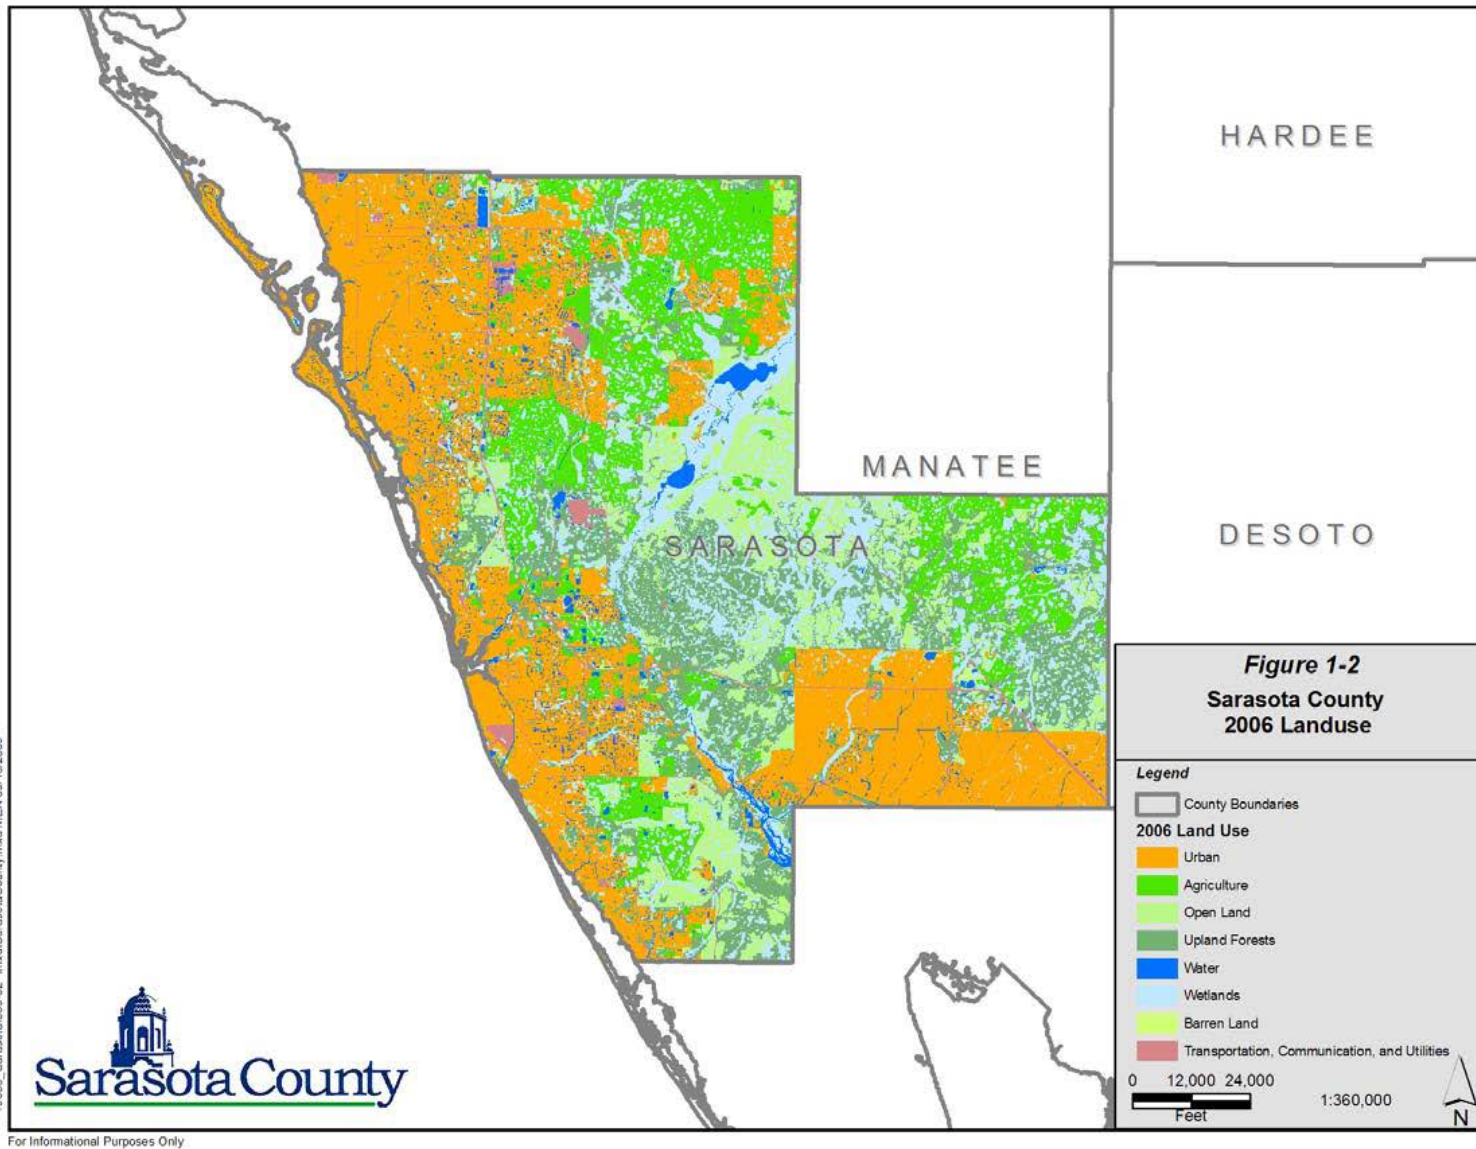 HARDEE
MANATEE
DESOTO
SARASOTA
Figure 1-2
Sarasota County
2006 Landuse
Legend
County Boundaries
2006 Land Use
Urban
Agriculture
Open Land
Upland Forests
Water
Wetlands
Barren Land
Transportation, Communication, and Utilities
0 12,000 24,000
Feet
1:360,000
N
Sarasota County
For Informational Purposes Only